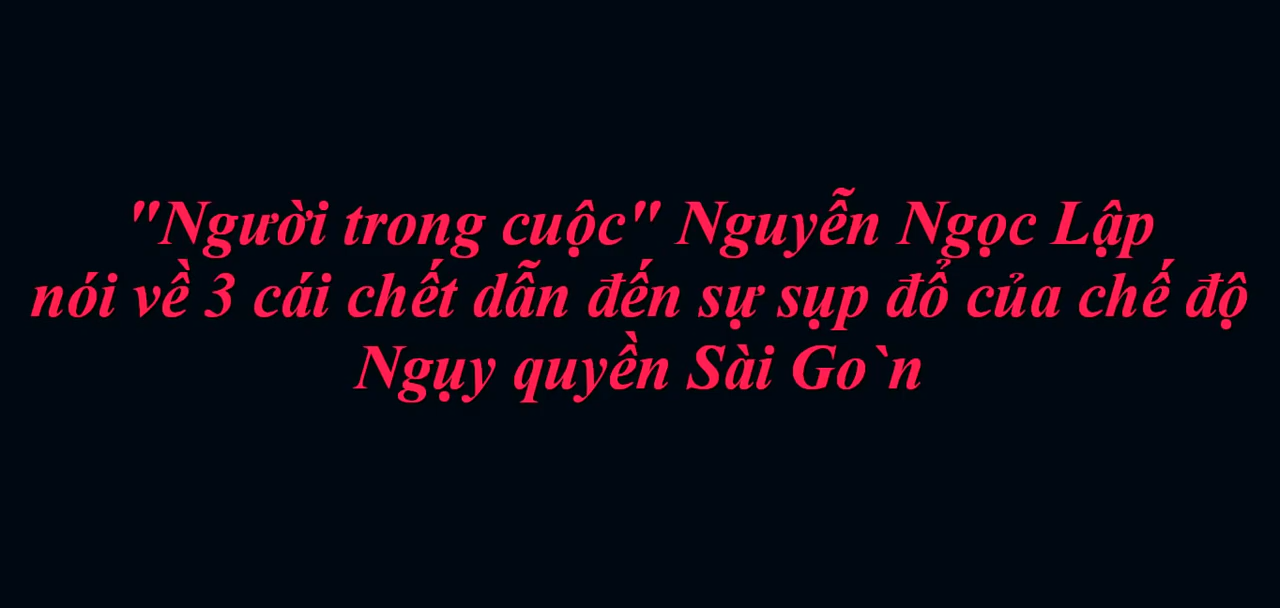 "Người trong cuộc" Nguyễn Ngọc Lập
nói về 3 cái chết dẫn đến sự sụp đổ của chế độ
Ngụy quyền Sài Go`n